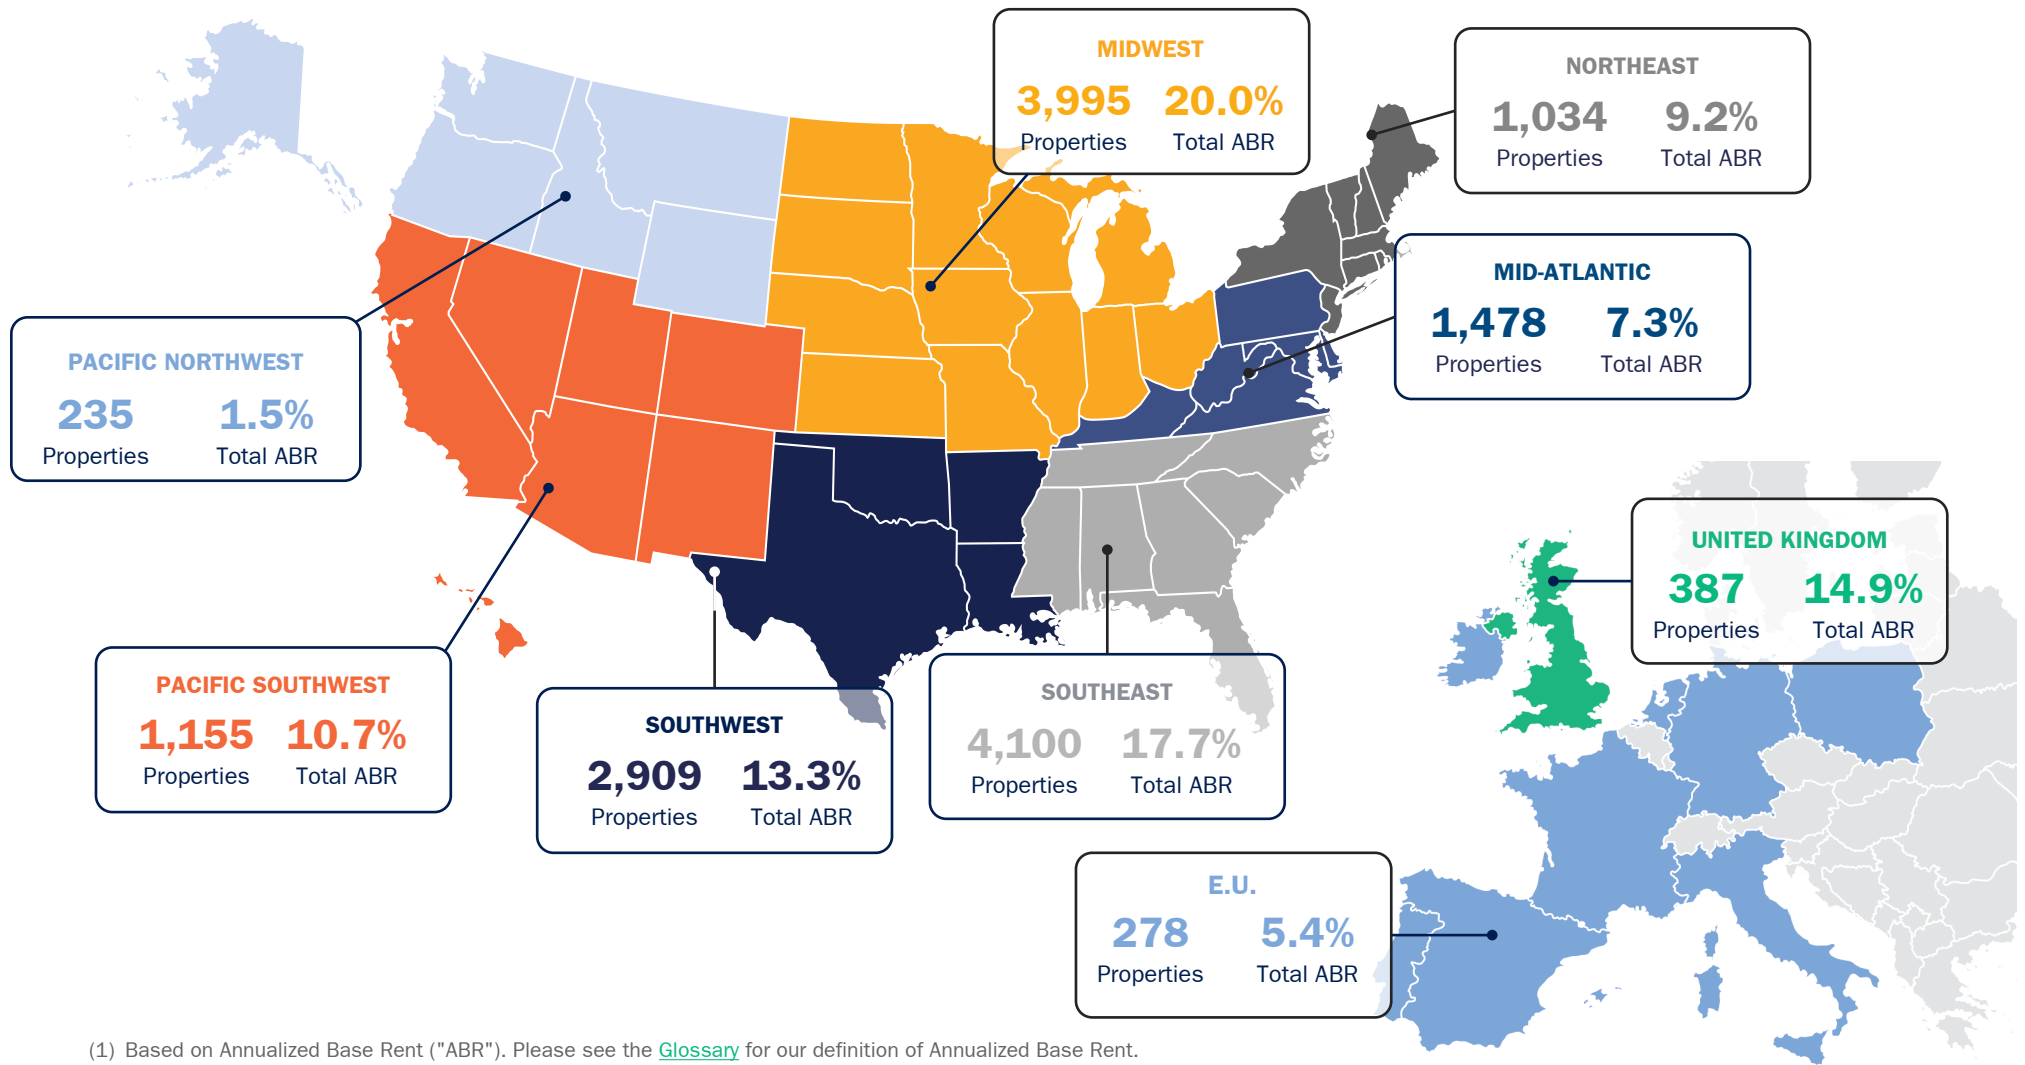 MIDWEST
3,995 20.0%
Properties Total ABR
NORTHEAST
1,034 9.2%
Properties Total ABR
MID-ATLANTIC
1,478 7.3%
Properties Total ABR
PACIFIC NORTHWEST
235 1.5%
Properties Total ABR
UNITED KINGDOM
387 14.9%
Properties Total ABR
PACIFIC SOUTHWEST
1,155 10.7%
Properties Total ABR
SOUTHWEST
2,909 13.3%
Properties Total ABR
SOUTHEAST
4,100 17.7%
Properties Total ABR
E.U.
278 5.4%
Properties Total ABR
(1) Based on Annualized Base Rent ("ABR"). Please see the Glossary for our definition of Annualized Base Rent.